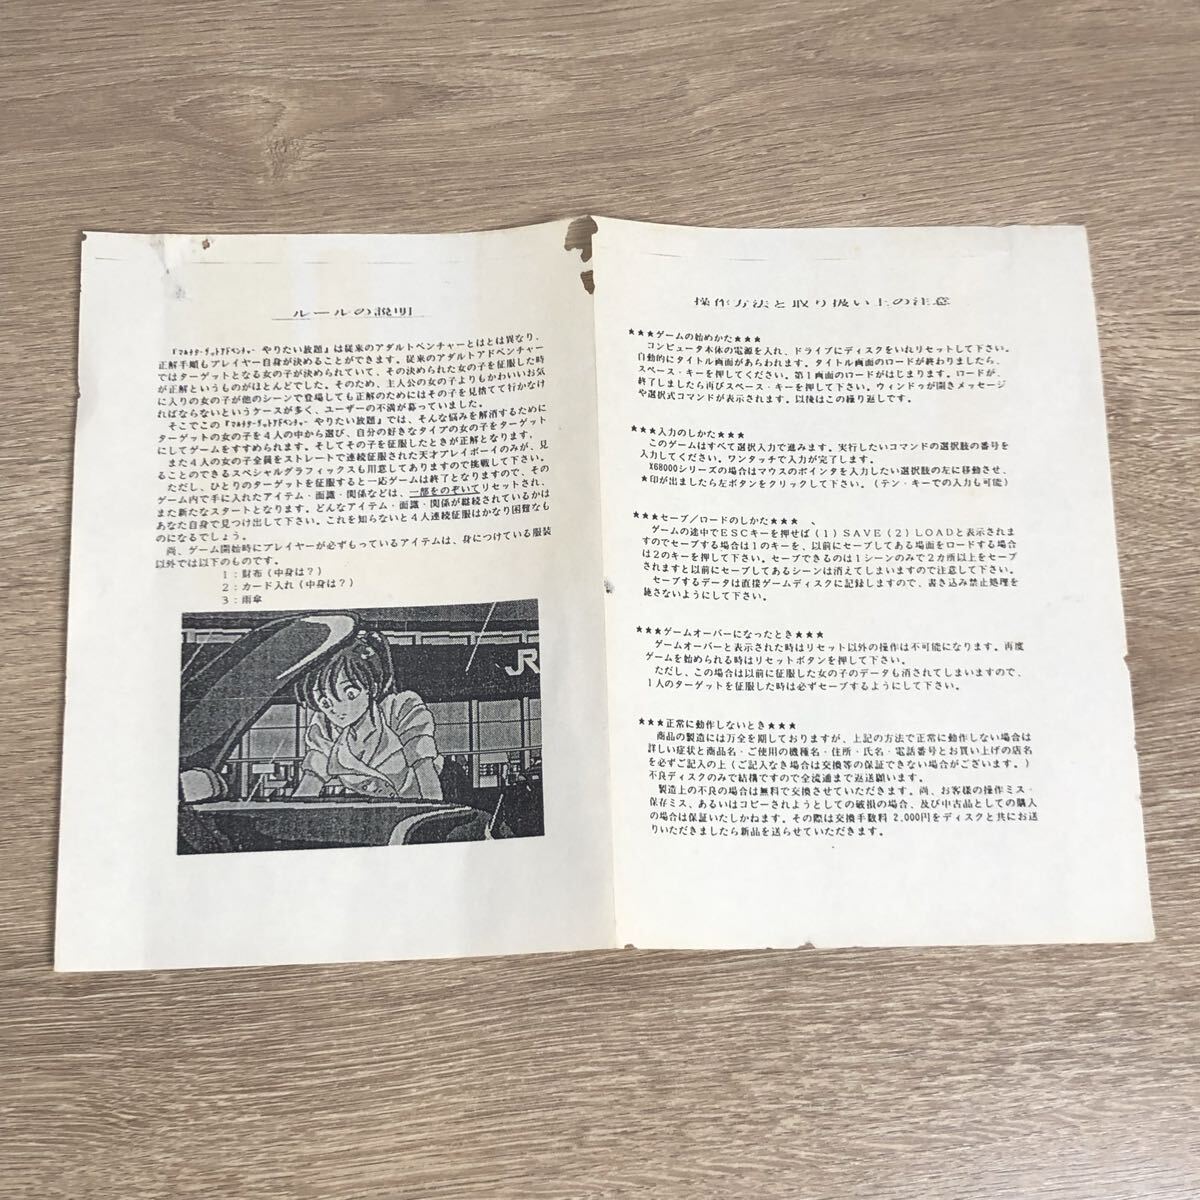 ルールの説明
『ﾏﾙﾁﾀｰｹﾞｯﾄｱﾄﾞﾍﾞﾝﾁｬｰ やりたい放題』は従来のアダルトベンチャーとはとは異なり、
正解手順もプレイヤー自身が決めることができます。従来のアダルトアドベンチャー
ではターゲットとなる女の子が決められていて、その決められた女の子を征服した時
が正解というものがほとんどでした。そのため、主人公の女の子よりもかわいいお気
に入りの女の子が他のシーンで登場しても正解のためにはその子を見捨てて行かなけ
ればならないというケースが多く、ユーザーの不満が募っていました。
そこでこの『ﾏﾙﾁﾀｰｹﾞｯﾄｱﾄﾞﾍﾞﾝﾁｬｰ やりたい放題』では、そんな悩みを解消するために
ターゲットの女の子を4人の中から選び、自分の好きなタイプの女の子をターゲット
にしてゲームをすすめられます。そしてその子を征服したときが正解となります。
また4人の女の子全員をストレートで連続征服された天才プレイボーイのみが、見
ることのできるスペシャルグラフィックスも用意してありますので挑戦して下さい。
ただし、ひとりのターゲットを征服すると一応ゲームは終了となりますので、その
ゲーム内で手に入れたアイテム・面識・関係などは、一部をのぞいてリセットされ、
また新たなスタートとなります。どんなアイテム・面識・関係が継続されているかは
あなた自身で見つけ出して下さい。これを知らないと4人連続征服はかなり困難なも
のになるでしょう。
尚、ゲーム開始時にプレイヤーが必ずもっているアイテムは、身につけている服装
以外では以下のものです。
1：財布(中身は？)
2：カード入れ(中身は？)
3：雨傘
JR
操作方法と取り扱い上の注意
★★★ゲームの始めかた★★★
コンピュータ本体の電源を入れ、ドライブにディスクをいれリセットして下さい。
自動的にタイトル画面があらわれます。タイトル画面のロードが終わりましたら、
スペース・キーを押してください。第1画面のロードがはじまります。ロードが、
終了しましたら再びスペース・キーを押して下さい。ウィンドゥが開きメッセージ
や選択式コマンドが表示されます。以後はこの繰り返しです。
★★★入力のしかた★★★
このゲームはすべて選択入力で進みます。実行したいコマンドの選択肢の番号を
入力してください。ワンタッチで入力が完了します。
X68000シリーズの場合はマウスのポインタを入力したい選択肢の左に移動させ、
★印が出ましたら左ボタンをクリックして下さい。(テン・キーでの入力も可能)
★★★セーブ／ロードのしかた★★★
ゲームの途中でESCキーを押せば(1)SAVE(2)LOADと表示されま
すのでセーブする場合は1のキーを、以前にセーブしてある場面をロードする場合
は2のキーを押して下さい。セーブできるのは1シーンのみで2カ所以上をセーブ
されますと前にセーブしてあるシーンは消えてしまいますので注意して下さい。
セーブするデータは直接ゲームディスクに記録しますので、書き込み禁止処理を
施さないようにして下さい。
★★★ゲームオーバーになったとき★★★
ゲームオーバーと表示された時はリセット以外の操作は不可能になります。再度
ゲームを始められる時はリセットボタンを押して下さい。
ただし、この場合は以前に征服した女の子のデータも消されてしまいますので、
1人のターゲットを征服した時は必ずセーブするようにして下さい。
★★★正常に動作しないとき★★★
商品の製造には万全を期しておりますが、上記の方法で正常に動作しない場合は
詳しい症状と商品名・ご使用の機種名・住所・氏名・電話番号とお買い上げの店名
を必ずご記入の上(ご記入なき場合は交換等の保証できない場合がございます。)
不良ディスクのみで結構ですので全流通まで返送願います。
製造上の不良の場合は無料で交換させていただきます。尚、お客様の操作ミス・
保存ミス、あるいはコピーされようとしての破損の場合、及び中古品としての購入
の場合は保証いたしかねます。その際は交換手数料 2,000円をディスクと共にお送
りいただきましたら新品を送らせていただきます。